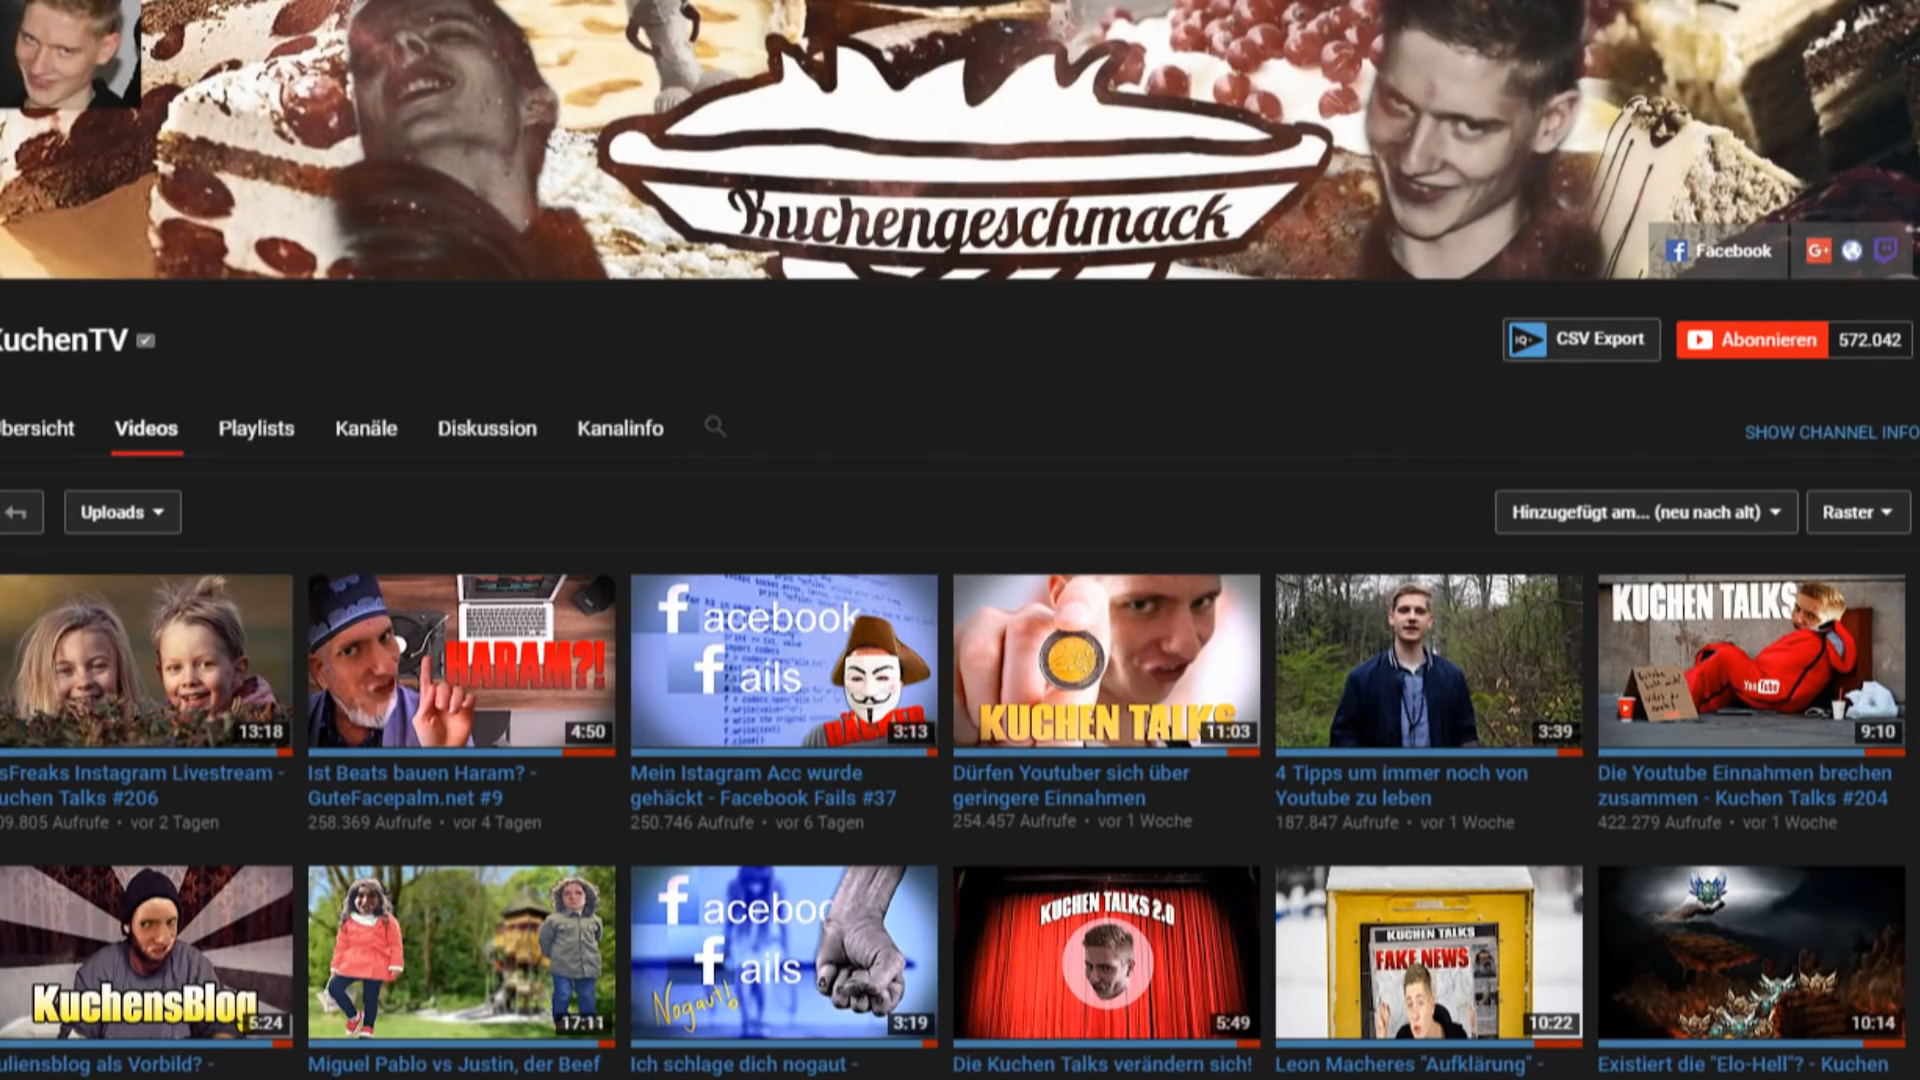 Kuchengeschmack
Facebook
G+
KuchenTV
IQ+ CSV Export
Abonnieren 572.042
bersicht Videos Playlists Kanäle Diskussion Kanalinfo
SHOW CHANNEL INFO
Uploads
Hinzugefügt am... (neu nach alt)
Raster
13:18
HARAM?!
4:50
facebook
fails
HÄCKER
3:13
KUCHEN TALKS
11:03
3:39
KUCHEN TALKS
YouTube
9:10
sFreaks Instagram Livestream -
uchen Talks #206
09.805 Aufrufe • vor 2 Tagen
Ist Beats bauen Haram? -
GuteFacepalm.net #9
258.369 Aufrufe • vor 4 Tagen
Mein Istagram Acc wurde
gehäckt - Facebook Fails #37
250.746 Aufrufe • vor 6 Tagen
Dürfen Youtuber sich über
geringere Einnahmen
254.457 Aufrufe • vor 1 Woche
4 Tipps um immer noch von
Youtube zu leben
187.847 Aufrufe • vor 1 Woche
Die Youtube Einnahmen brechen
zusammen - Kuchen Talks #204
422.279 Aufrufe • vor 1 Woche
KuchensBlog
5:24
17:11
faceboo
fails
Nogaut!
3:19
KUCHEN TALKS 2.0
5:49
KUCHEN TALKS
FAKE NEWS
10:22
10:14
uliensblog als Vorbild? -
Miguel Pablo vs Justin, der Beef
Ich schlage dich nogaut -
Die Kuchen Talks verändern sich!
Leon Macheres "Aufklärung" -
Existiert die "Elo-Hell"? - Kuchen